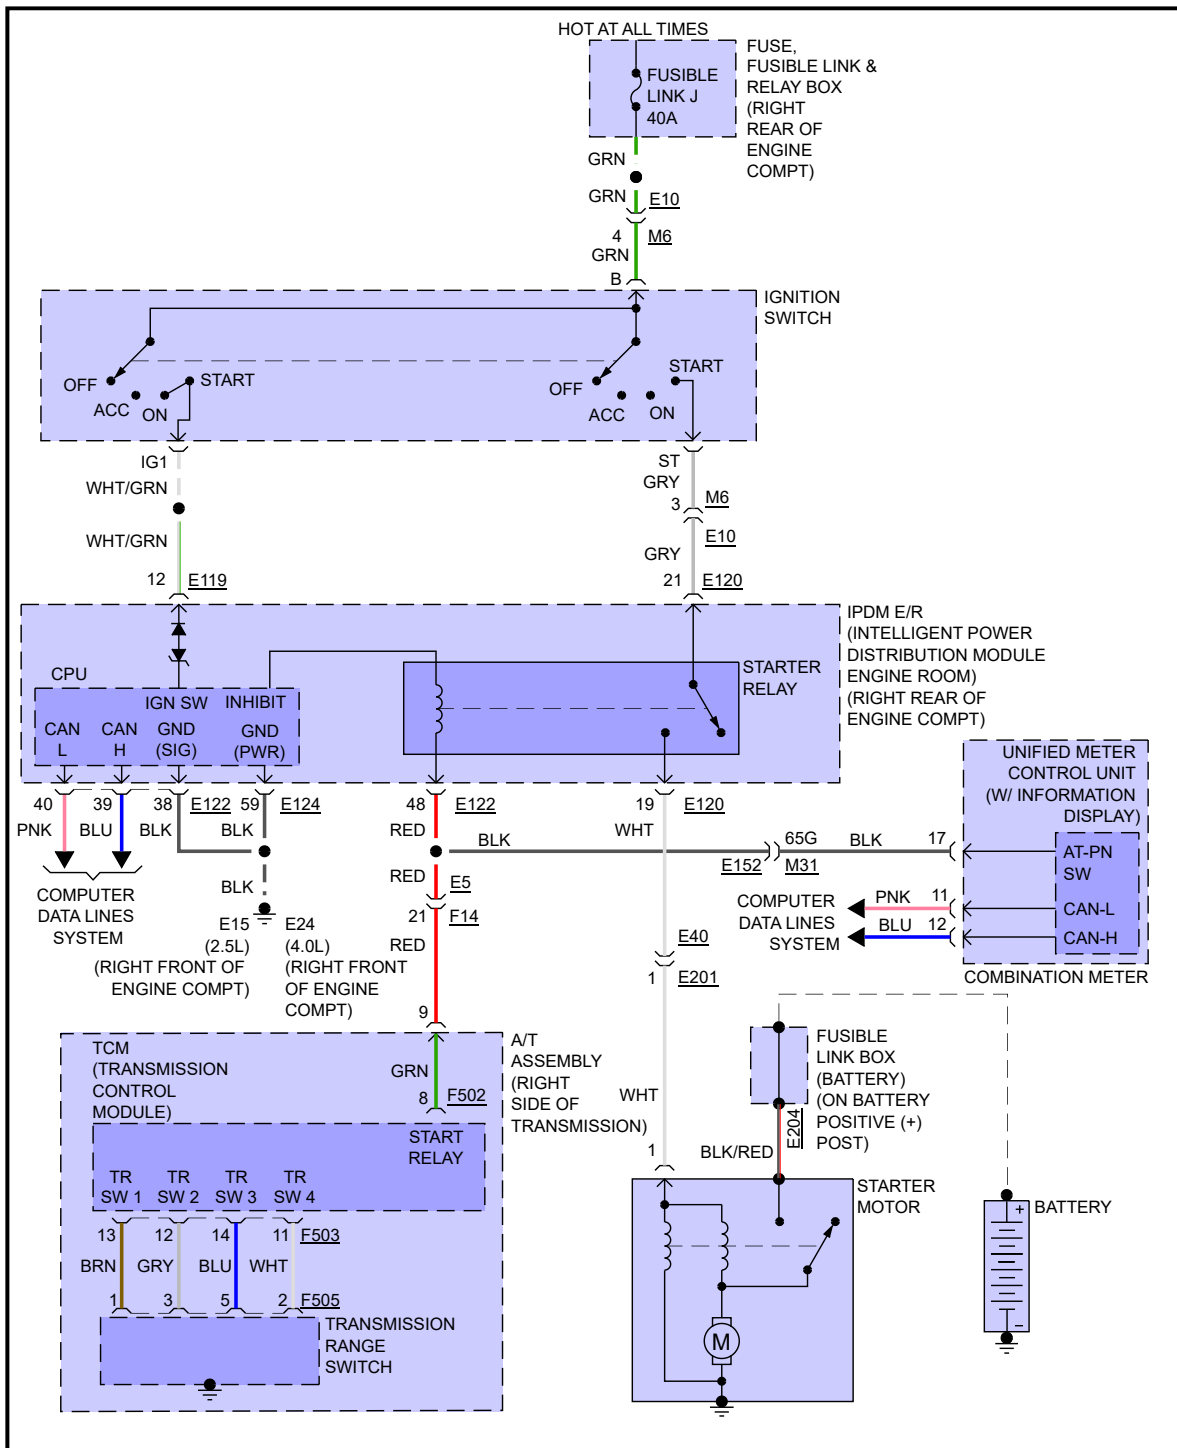 HOT AT ALL TIMES
FUSIBLE
LINK J
40A
FUSE,
FUSIBLE LINK &
RELAY BOX
(RIGHT
REAR OF
ENGINE
COMPT)
GRN
GRN
E10
4
M6
GRN
B
IGNITION
SWITCH
OFF
ACC
ON
START
OFF
ACC
ON
START
IG1
WHT/GRN
WHT/GRN
12
E119
ST
GRY
3
M6
E10
GRY
21
E120
IPDM E/R
(INTELLIGENT POWER
DISTRIBUTION MODULE
ENGINE ROOM)
(RIGHT REAR OF
ENGINE COMPT)
STARTER
RELAY
CPU
IGN SW
INHIBIT
CAN
L
CAN
H
GND
(SIG)
GND
(PWR)
40
39
38
E122
59
E124
48
E122
19
E120
PNK
BLU
BLK
BLK
RED
WHT
COMPUTER
DATA LINES
SYSTEM
BLK
E15
(2.5L)
(RIGHT FRONT OF
ENGINE COMPT)
E24
(4.0L)
(RIGHT FRONT
OF ENGINE
COMPT)
BLK
65G
E152
M31
BLK
17
UNIFIED METER
CONTROL UNIT
(W/ INFORMATION
DISPLAY)
AT-PN
SW
CAN-L
CAN-H
COMPUTER
DATA LINES
SYSTEM
PNK
11
BLU
12
COMBINATION METER
RED
E5
21
F14
RED
9
E40
1
E201
WHT
1
TCM
(TRANSMISSION
CONTROL
MODULE)
GRN
8
F502
A/T
ASSEMBLY
(RIGHT
SIDE OF
TRANSMISSION)
START
RELAY
TR
SW 1
TR
SW 2
TR
SW 3
TR
SW 4
13
12
14
11
F503
BRN
GRY
BLU
WHT
1
3
5
2
F505
TRANSMISSION
RANGE
SWITCH
FUSIBLE
LINK BOX
(BATTERY)
(ON BATTERY
POSITIVE (+)
POST)
E204
BLK/RED
STARTER
MOTOR
M
BATTERY
+
−